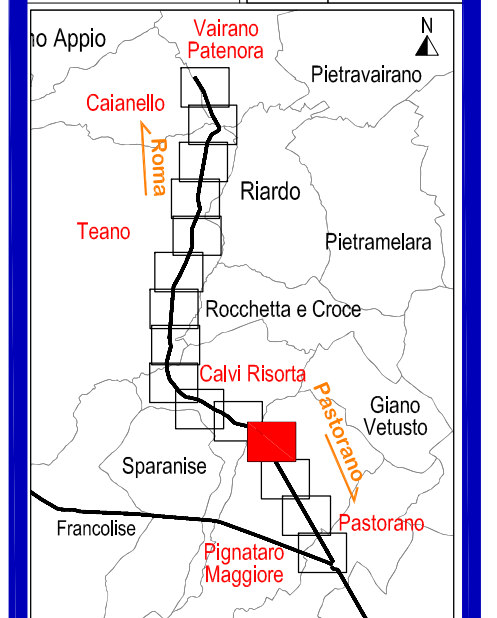 Vairano
Patenora
N
no Appio
Pietravairano
Caianello
Roma
Riardo
Teano
Pietramelara
Rocchetta e Croce
Calvi Risorta
Pastorano
Giano
Vetusto
Sparanise
Francolise
Pastorano
Pignataro
Maggiore